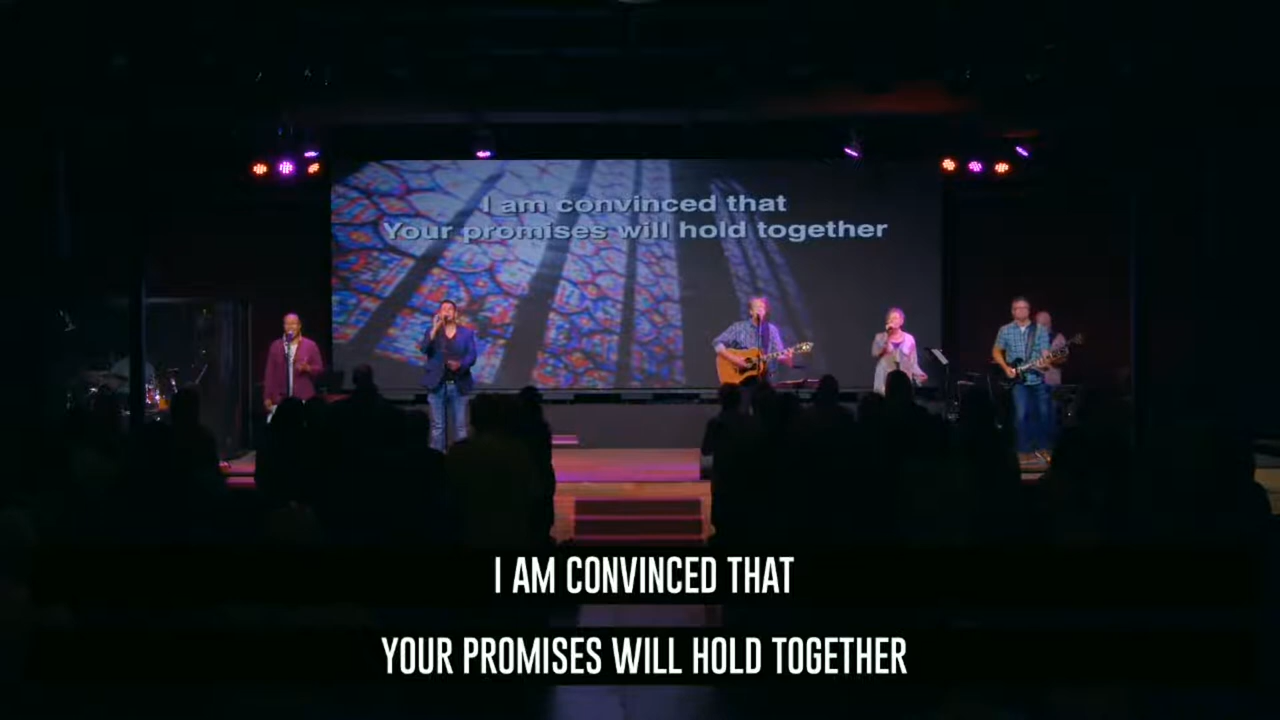 I am convinced that
Your promises will hold together
I AM CONVINCED THAT
YOUR PROMISES WILL HOLD TOGETHER